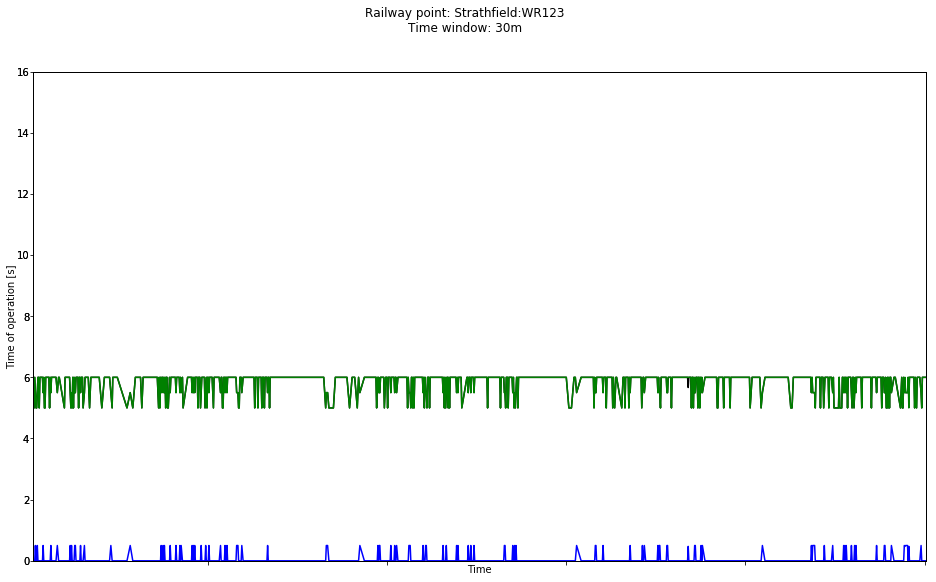 Railway point: Strathfield:WR123
Time window: 30m
16
14
12
10
8
6
4
2
0
Time of operation [s]
Time